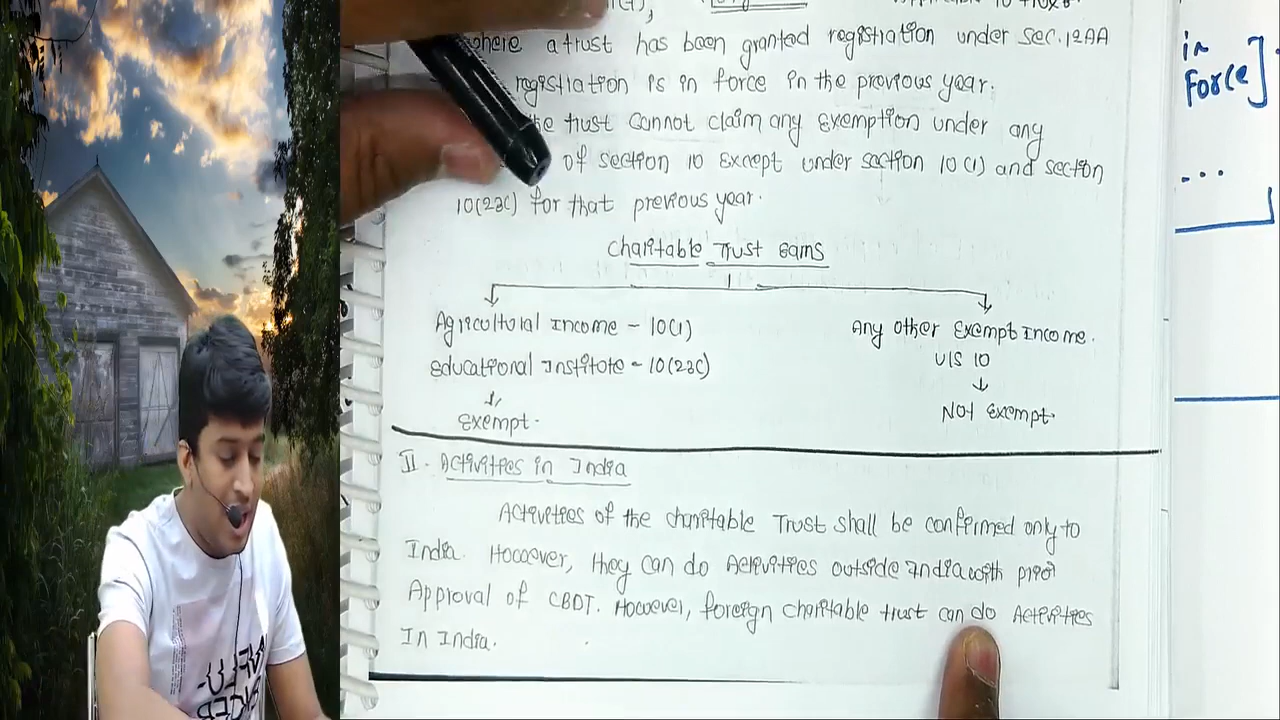 where a trust has been granted registration under sec.12AA
registration is in force in the previous year.
the trust cannot claim any Exemption under any
of section 10 Except under section 10(1) and section
10(23C) for that previous year.
Charitable Trust Earns
Agricultural Income - 10(1)
Educational Institute - 10(23C)
Exempt.
Any Other Exempt Income.
U/S 10
Not Exempt.
II. Activities in India
Activities of the charitable Trust shall be confirmed only to
India. However, they can do Activities outside India with prior
Approval of CBDT. However, foreign charitable trust can do Activities
In India.
in
Force]
...